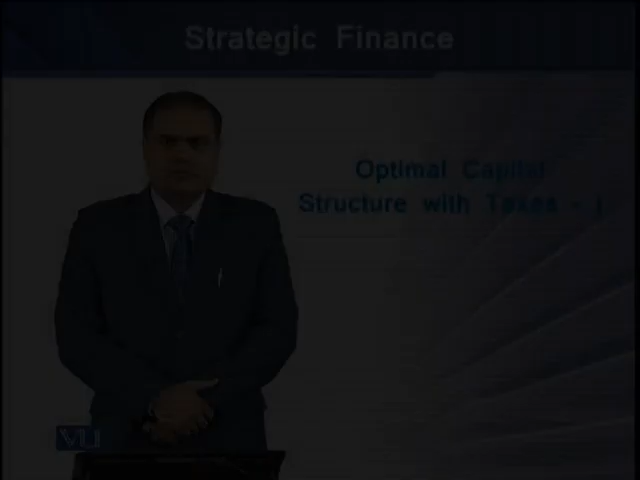 Strategic Finance
Optimal Capital
Structure with Taxes - I
VU